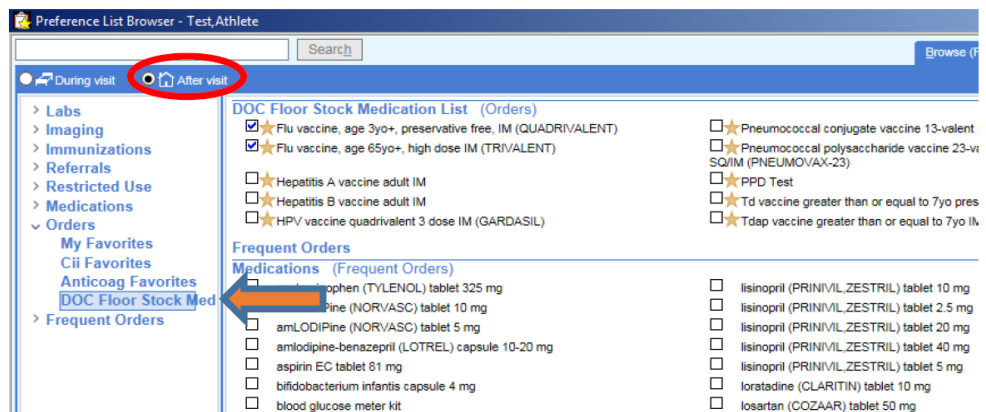 Preference List Browser - Test,Athlete
Search
Browse (F
During visit
After visit
Labs
Imaging
Immunizations
Referrals
Restricted Use
Medications
Orders
My Favorites
Cii Favorites
Anticoag Favorites
DOC Floor Stock Med
Frequent Orders
DOC Floor Stock Medication List (Orders)
Flu vaccine, age 3yo+, preservative free, IM (QUADRIVALENT)
Flu vaccine, age 65yo+, high dose IM (TRIVALENT)
Hepatitis A vaccine adult IM
Hepatitis B vaccine adult IM
HPV vaccine quadrivalent 3 dose IM (GARDASIL)
Pneumococcal conjugate vaccine 13-valent
Pneumococcal polysaccharide vaccine 23-va
SQ/IM (PNEUMOVAX-23)
PPD Test
Td vaccine greater than or equal to 7yo pres
Tdap vaccine greater than or equal to 7yo IM
Frequent Orders
Medications (Frequent Orders)
(TYLENOL) tablet 325 mg
(NORVASC) tablet 10 mg
amLODIPine (NORVASC) tablet 5 mg
amlodipine-benazepril (LOTREL) capsule 10-20 mg
aspirin EC tablet 81 mg
bifidobacterium infantis capsule 4 mg
blood glucose meter kit
lisinopril (PRINIVIL,ZESTRIL) tablet 10 mg
lisinopril (PRINIVIL,ZESTRIL) tablet 2.5 mg
lisinopril (PRINIVIL,ZESTRIL) tablet 20 mg
lisinopril (PRINIVIL,ZESTRIL) tablet 40 mg
lisinopril (PRINIVIL,ZESTRIL) tablet 5 mg
loratadine (CLARITIN) tablet 10 mg
losartan (COZAAR) tablet 50 mg